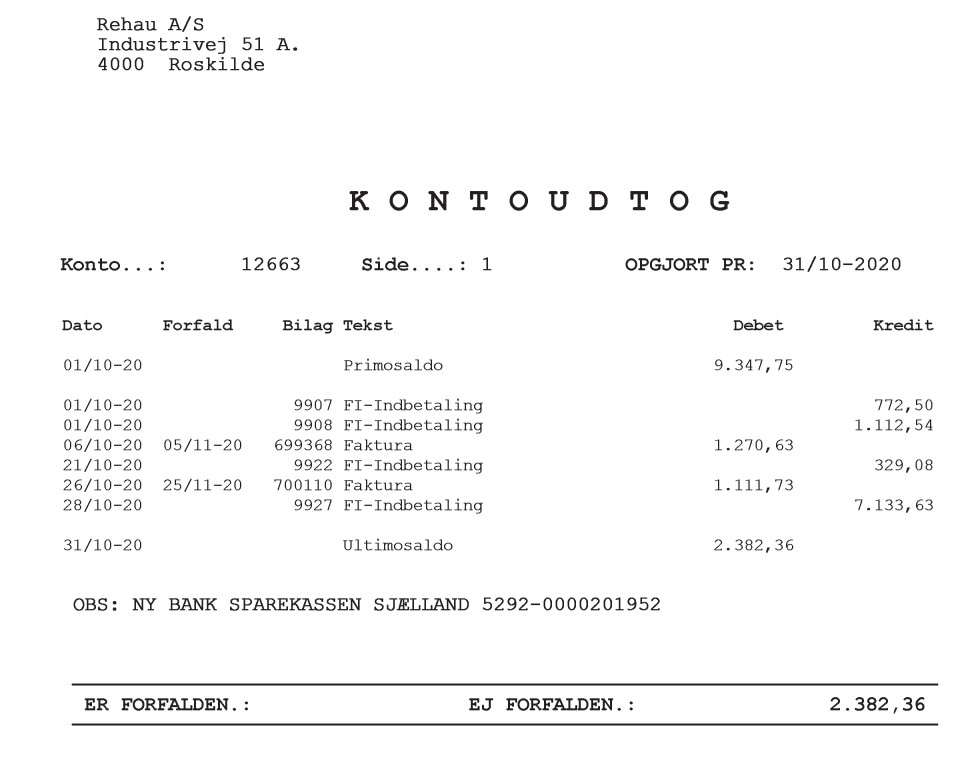 Rehau A/S
Industrivej 51 A.
4000 Roskilde
K O N T O U D T O G
Konto...: 12663 Side....: 1 OPGJORT PR: 31/10-2020
Dato Forfald Bilag Tekst Debet Kredit
01/10-20 Primosaldo 9.347,75
01/10-20 9907 FI-Indbetaling 772,50
01/10-20 9908 FI-Indbetaling 1.112,54
06/10-20 05/11-20 699368 Faktura 1.270,63
21/10-20 9922 FI-Indbetaling 329,08
26/10-20 25/11-20 700110 Faktura 1.111,73
28/10-20 9927 FI-Indbetaling 7.133,63
31/10-20 Ultimosaldo 2.382,36
OBS: NY BANK SPAREKASSEN SJÆLLAND 5292-0000201952
ER FORFALDEN.: EJ FORFALDEN.: 2.382,36